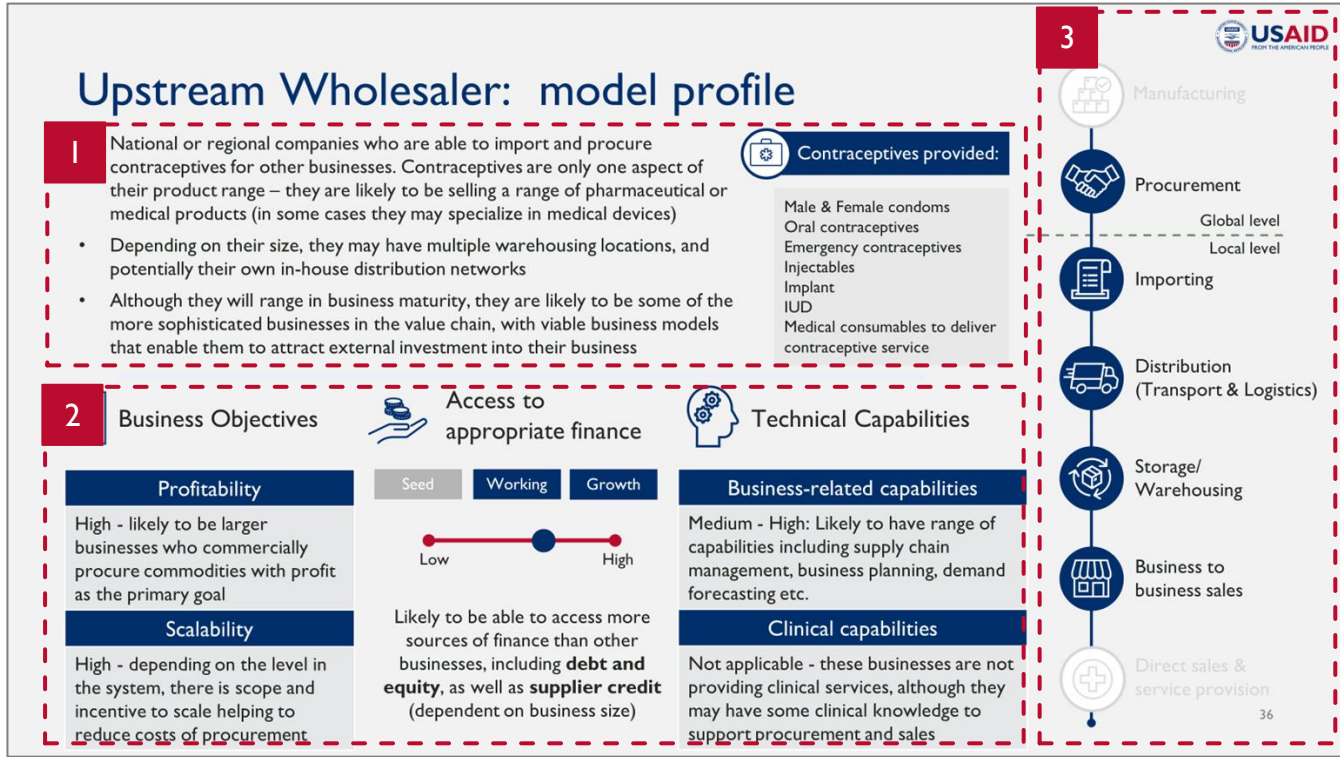 3
USAID
FROM THE AMERICAN PEOPLE
Upstream Wholesaler: model profile
1
National or regional companies who are able to import and procure
contraceptives for other businesses. Contraceptives are only one aspect of
their product range – they are likely to be selling a range of pharmaceutical or
medical products (in some cases they may specialize in medical devices)
• Depending on their size, they may have multiple warehousing locations, and
potentially their own in-house distribution networks
• Although they will range in business maturity, they are likely to be some of the
more sophisticated businesses in the value chain, with viable business models
that enable them to attract external investment into their business
Contraceptives provided:
Male & Female condoms
Oral contraceptives
Emergency contraceptives
Injectables
Implant
IUD
Medical consumables to deliver
contraceptive service
2
Business Objectives
Profitability
High - likely to be larger
businesses who commercially
procure commodities with profit
as the primary goal
Scalability
High - depending on the level in
the system, there is scope and
incentive to scale helping to
reduce costs of procurement
Access to
appropriate finance
Seed
Working
Growth
Low
High
Likely to be able to access more
sources of finance than other
businesses, including debt and
equity, as well as supplier credit
(dependent on business size)
Technical Capabilities
Business-related capabilities
Medium - High: Likely to have range of
capabilities including supply chain
management, business planning, demand
forecasting etc.
Clinical capabilities
Not applicable - these businesses are not
providing clinical services, although they
may have some clinical knowledge to
support procurement and sales
Manufacturing
Procurement
Global level
Local level
Importing
Distribution
(Transport & Logistics)
Storage/
Warehousing
Business to
business sales
Direct sales &
service provision
36